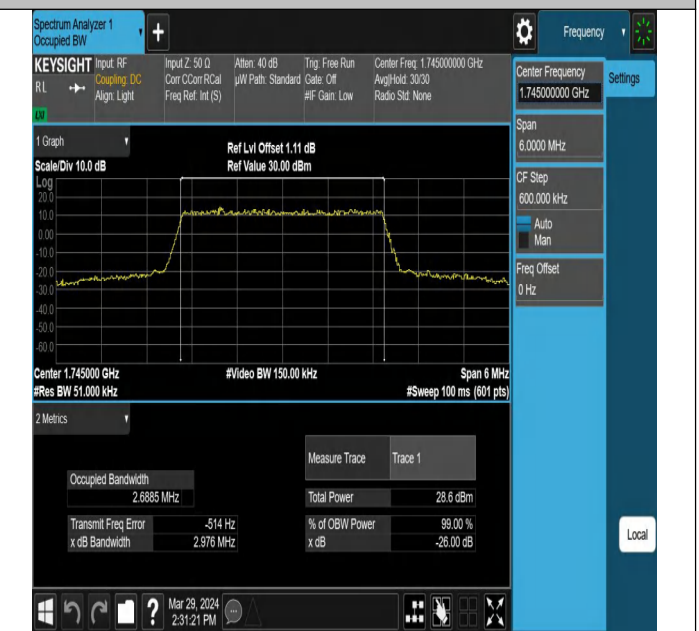 Spectrum Analyzer 1
Occupied BW
+
Frequency
KEYSIGHT
RL
LXI
Input: RF
Coupling: DC
Align: Light
Input Z: 50 Ω
Corr CCorr RCal
Freq Ref: Int (S)
Atten: 40 dB
µW Path: Standard
Trig: Free Run
Gate: Off
#IF Gain: Low
Center Freq: 1.745000000 GHz
Avg|Hold: 30/30
Radio Std: None
Center Frequency
1.745000000 GHz
Settings
Span
6.0000 MHz
CF Step
600.000 kHz
Auto
Man
Freq Offset
0 Hz
1 Graph
Scale/Div 10.0 dB
Ref Lvl Offset 1.11 dB
Ref Value 30.00 dBm
Log
20.0
10.0
0.00
-10.0
-20.0
-30.0
-40.0
-50.0
-60.0
Center 1.745000 GHz
#Video BW 150.00 kHz
Span 6 MHz
#Res BW 51.000 kHz
#Sweep 100 ms (601 pts)
2 Metrics
Measure Trace
Trace 1
Occupied Bandwidth
2.6885 MHz
Total Power
28.6 dBm
Transmit Freq Error
-514 Hz
% of OBW Power
99.00 %
x dB Bandwidth
2.976 MHz
x dB
-26.00 dB
Local
?
Mar 29, 2024
2:31:21 PM